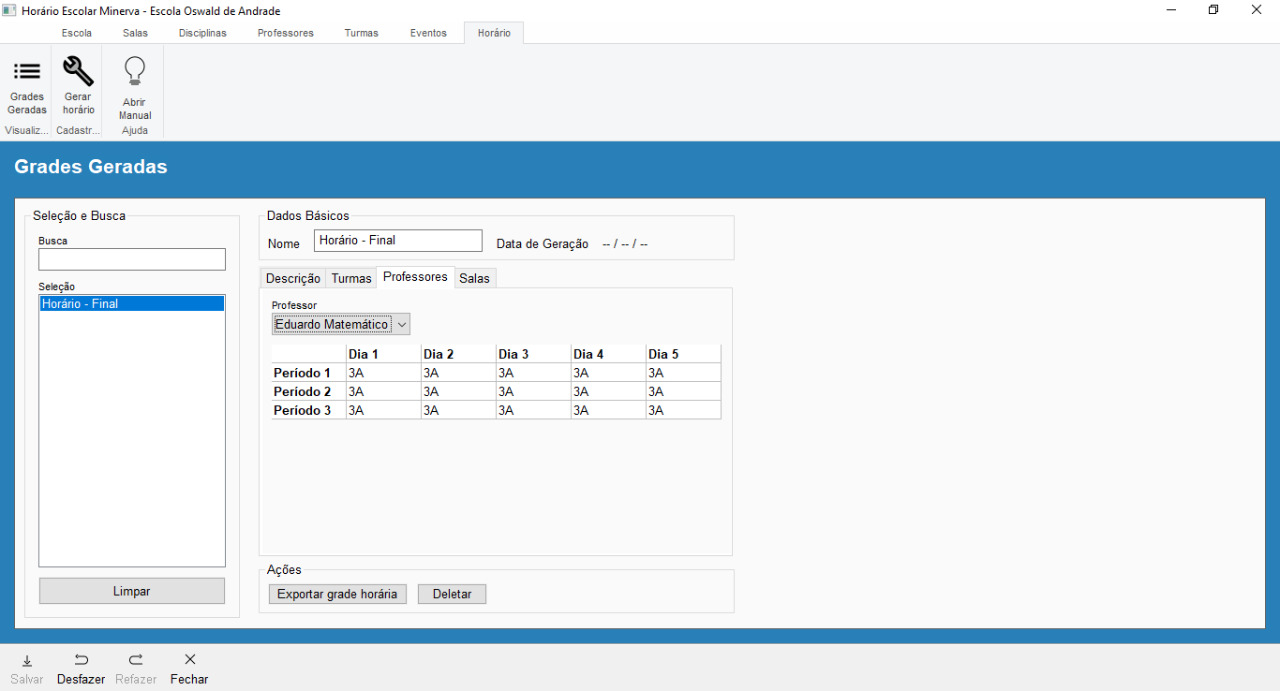 Horário Escolar Minerva - Escola Oswald de Andrade
Escola Salas Disciplinas Professores Turmas Eventos Horário
Grades Geradas
Gerar horário
Abrir Manual
Visualiz... Cadastr... Ajuda
Grades Geradas
Seleção e Busca
Busca
Seleção
Horário - Final
Limpar
Dados Básicos
Nome Horário - Final Data de Geração -- / -- / --
Descrição Turmas Professores Salas
Professor
Eduardo Matemático
Dia 1 Dia 2 Dia 3 Dia 4 Dia 5
Período 1 3A 3A 3A 3A 3A
Período 2 3A 3A 3A 3A 3A
Período 3 3A 3A 3A 3A 3A
Ações
Exportar grade horária Deletar
Salvar Desfazer Refazer Fechar